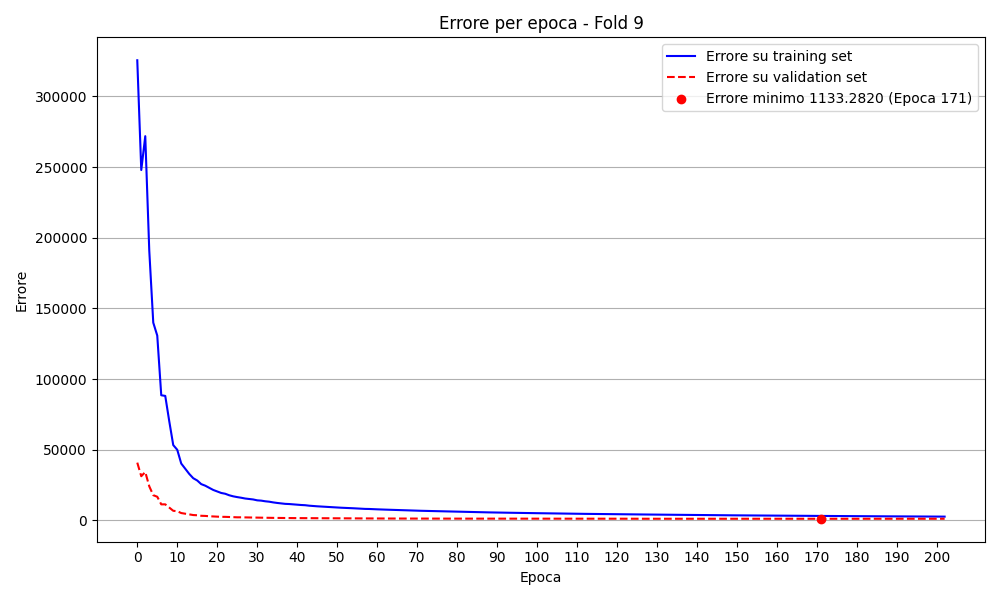 Errore per epoca - Fold 9
Errore su training set
Errore su validation set
Errore minimo 1133.2820 (Epoca 171)
300000
250000
200000
150000
100000
50000
0
Errore
0 10 20 30 40 50 60 70 80 90 100 110 120 130 140 150 160 170 180 190 200
Epoca